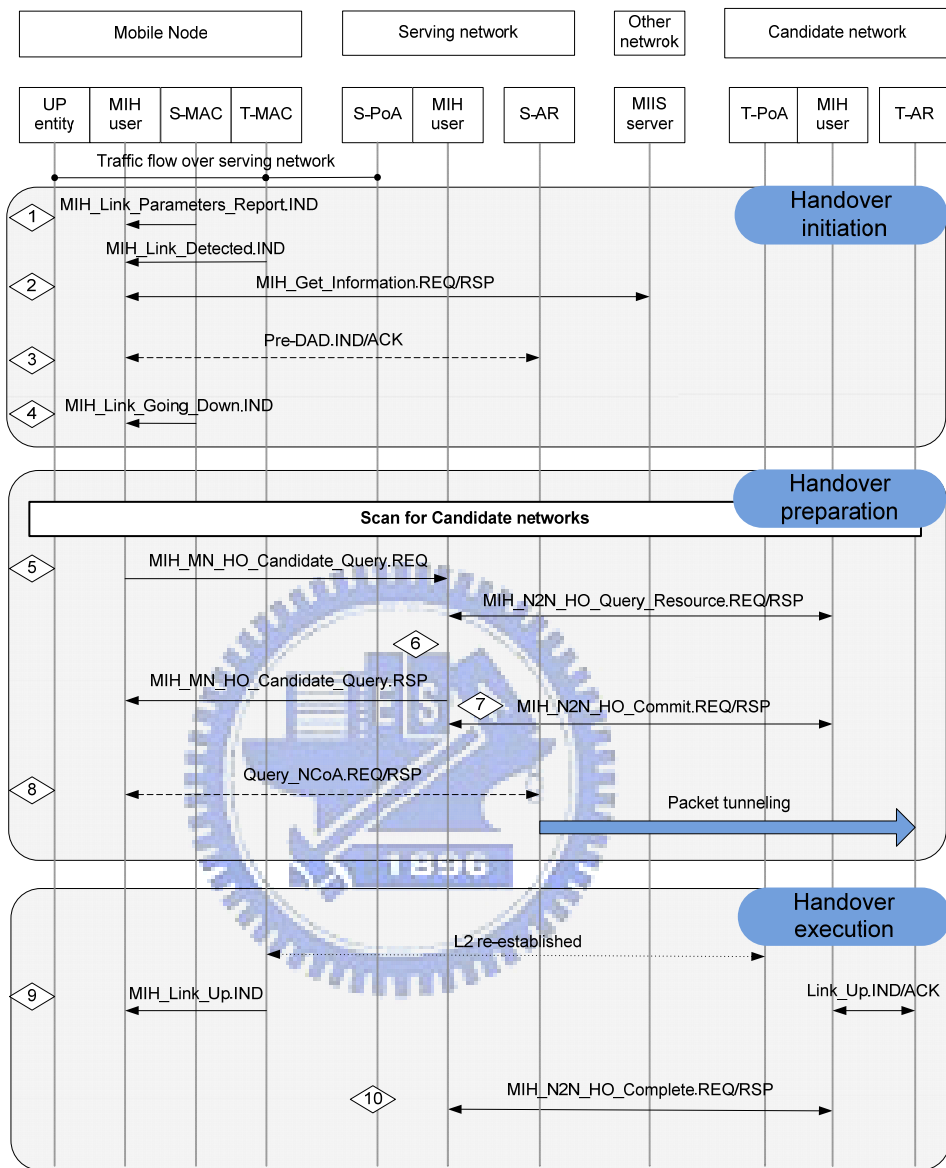 Mobile Node
Serving network
Other
netwrok
Candidate network
UP
entity
MIH
user
S-MAC
T-MAC
S-PoA
MIH
user
S-AR
MIIS
server
T-PoA
MIH
user
T-AR
Traffic flow over serving network
Handover
initiation
1
MIH_Link_Parameters_Report.IND
MIH_Link_Detected.IND
2
MIH_Get_Information.REQ/RSP
3
Pre-DAD.IND/ACK
4
MIH_Link_Going_Down.IND
Handover
preparation
Scan for Candidate networks
5
MIH_MN_HO_Candidate_Query.REQ
MIH_N2N_HO_Query_Resource.REQ/RSP
6
MIH_MN_HO_Candidate_Query.RSP
7
MIH_N2N_HO_Commit.REQ/RSP
ES
8
Query_NCoA.REQ/RSP
Packet tunneling
1896
Handover
execution
L2 re-established
9
MIH_Link_Up.IND
Link_Up.IND/ACK
10
MIH_N2N_HO_Complete.REQ/RSP